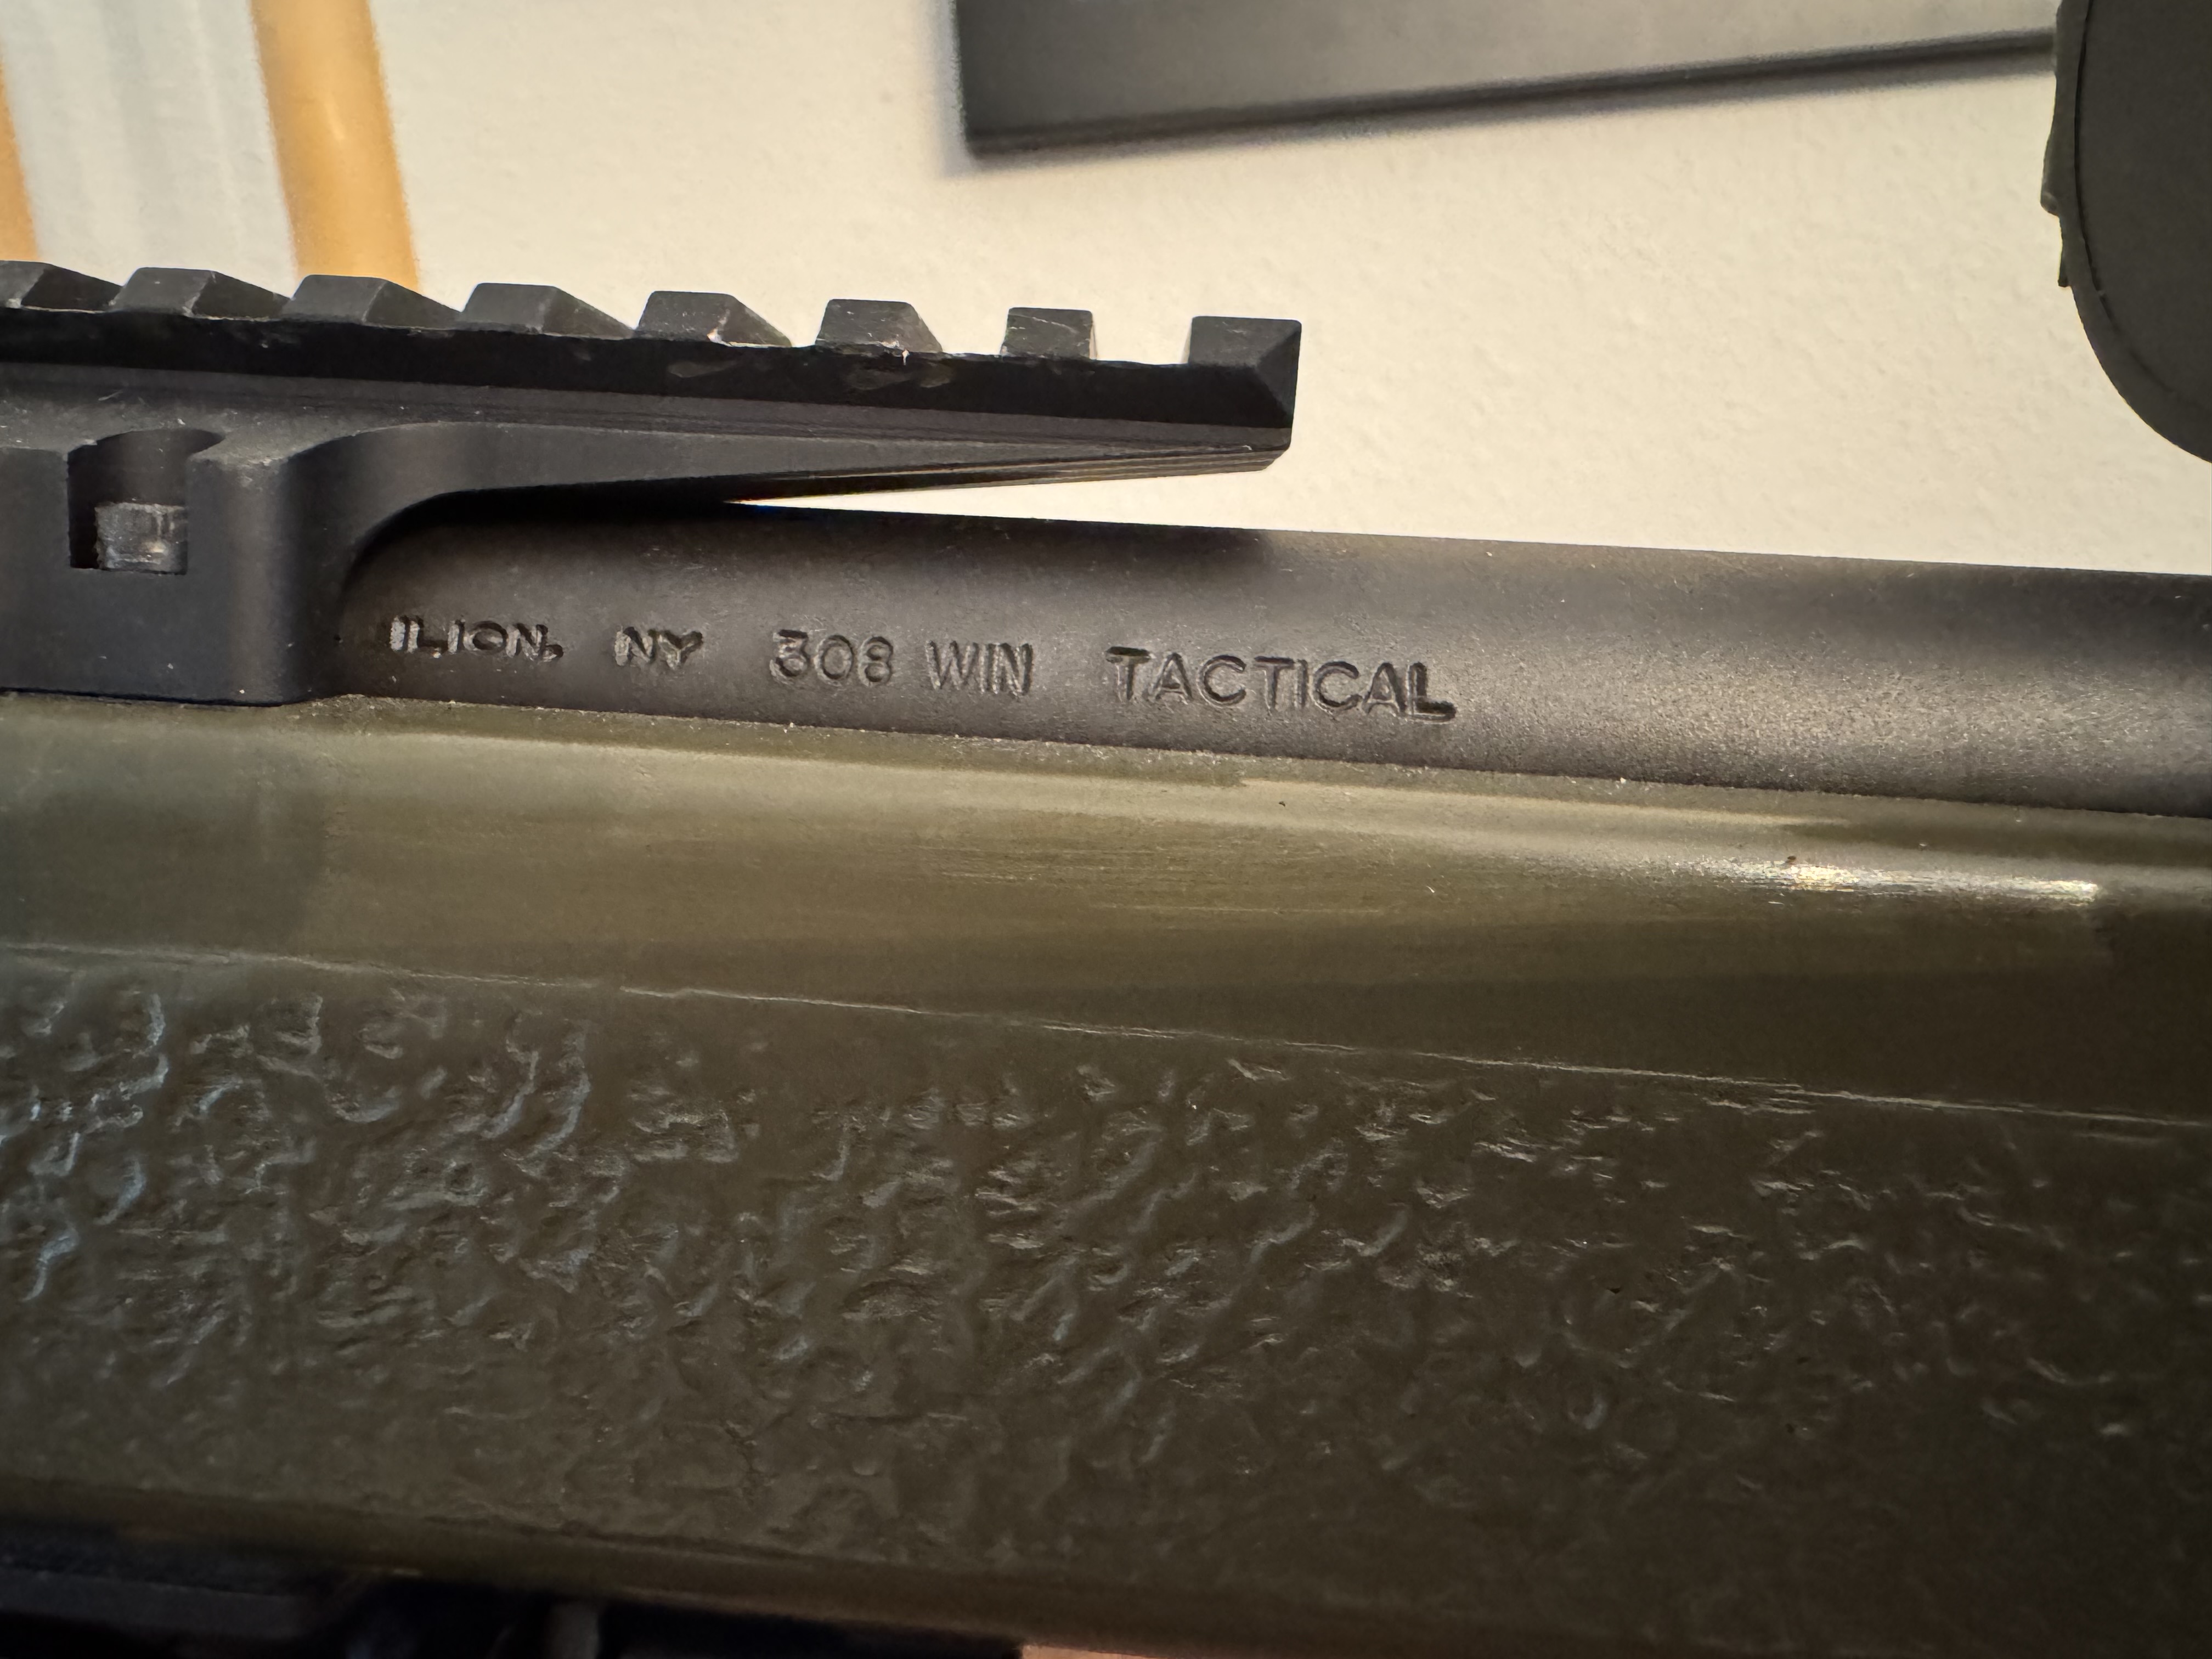 ILION, NY 308 WIN TACTICAL